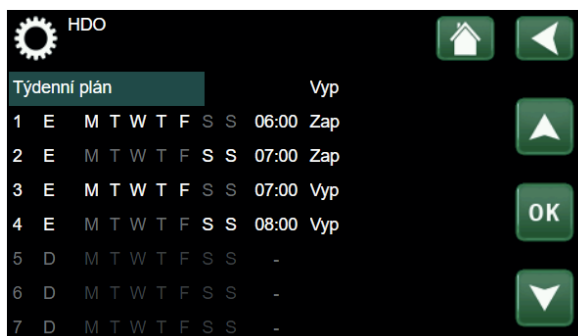 HDO
Týdenní plán Vyp
1 E M T W T F S S 06:00 Zap
2 E M T W T F S S 07:00 Zap
3 E M T W T F S S 07:00 Vyp
4 E M T W T F S S 08:00 Vyp
5 D M T W T F S S -
6 D M T W T F S S -
7 D M T W T F S S -
OK